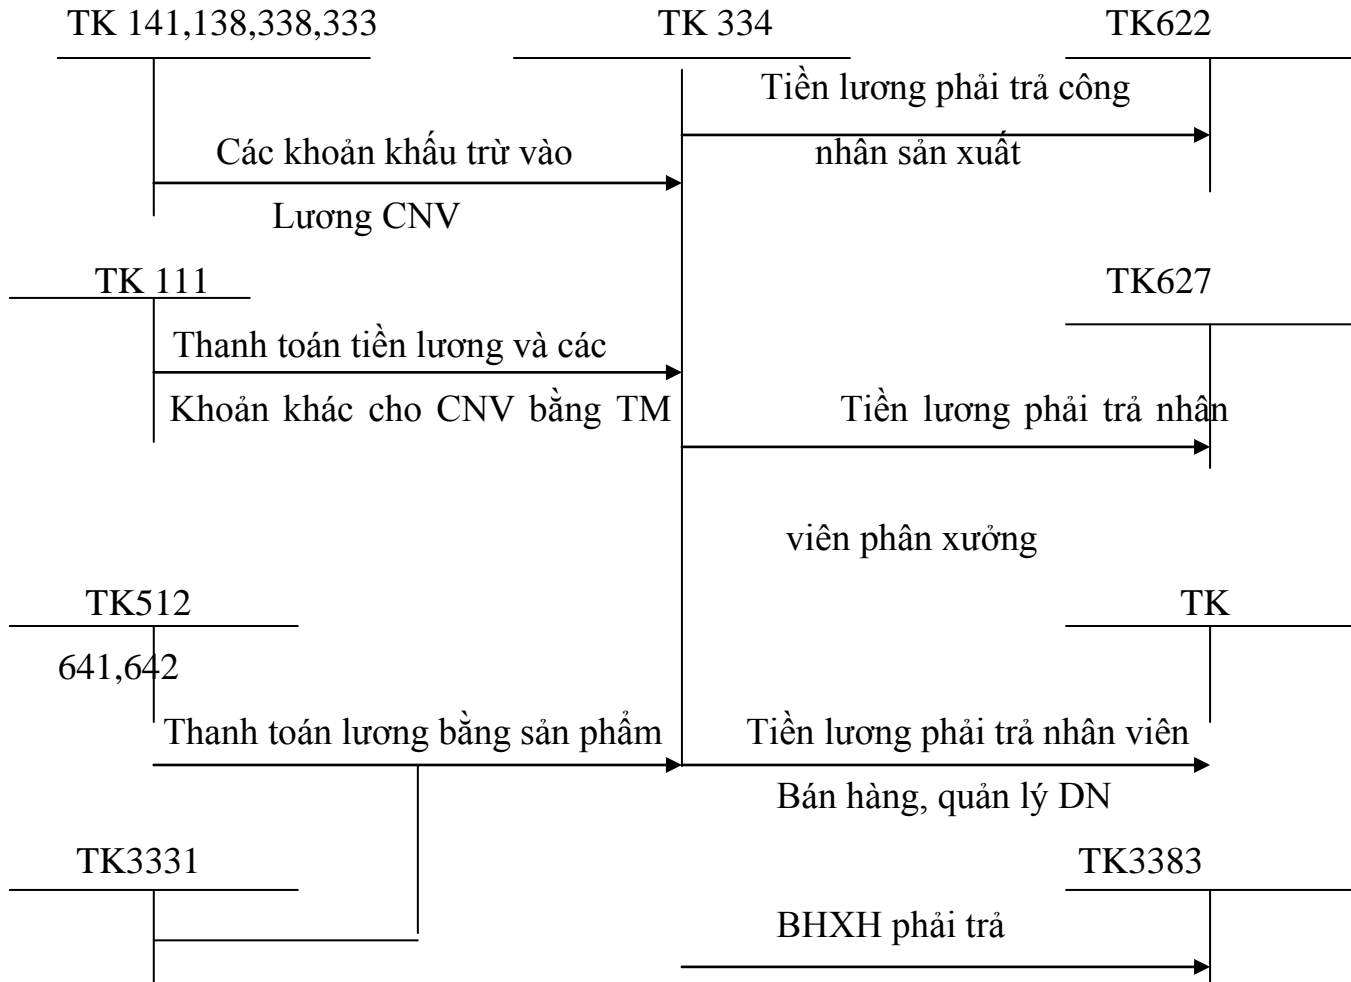 TK 141,138,338,333
TK 334
TK622
Tiền lương phải trả công
Các khoản khấu trừ vào
nhân sản xuất
Lương CNV
TK 111
TK627
Thanh toán tiền lương và các
Khoản khác cho CNV bằng TM
Tiền lương phải trả nhân
viên phân xưởng
TK512
TK
641,642
Thanh toán lương bằng sản phẩm
Tiền lương phải trả nhân viên
Bán hàng, quản lý DN
TK3331
TK3383
BHXH phải trả